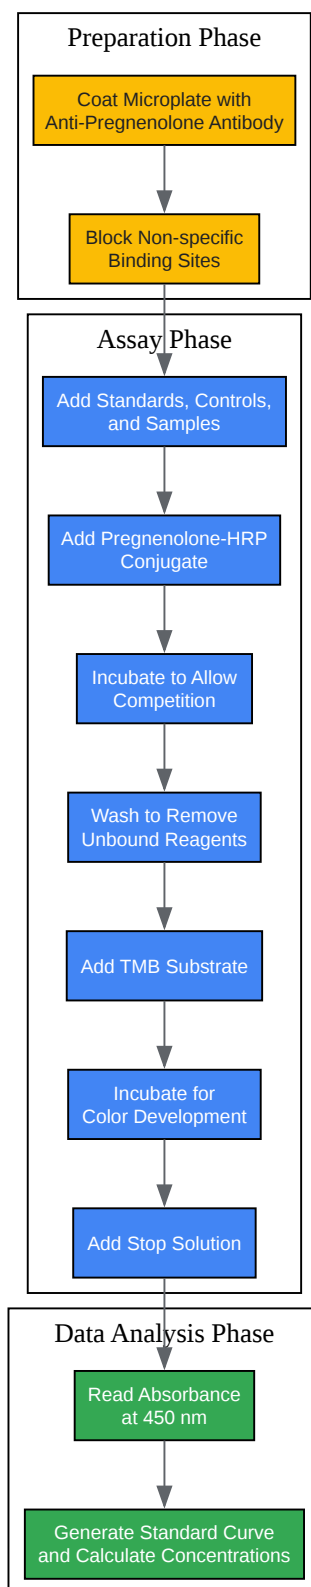 Preparation Phase
Coat Microplate with
Anti-Pregnenolone Antibody
Block Non-specific
Binding Sites
Assay Phase
Add Standards, Controls,
and Samples
Add Pregnenolone-HRP
Conjugate
Incubate to Allow
Competition
Wash to Remove
Unbound Reagents
Add TMB Substrate
Incubate for
Color Development
Add Stop Solution
Data Analysis Phase
Read Absorbance
at 450 nm
Generate Standard Curve
and Calculate Concentrations